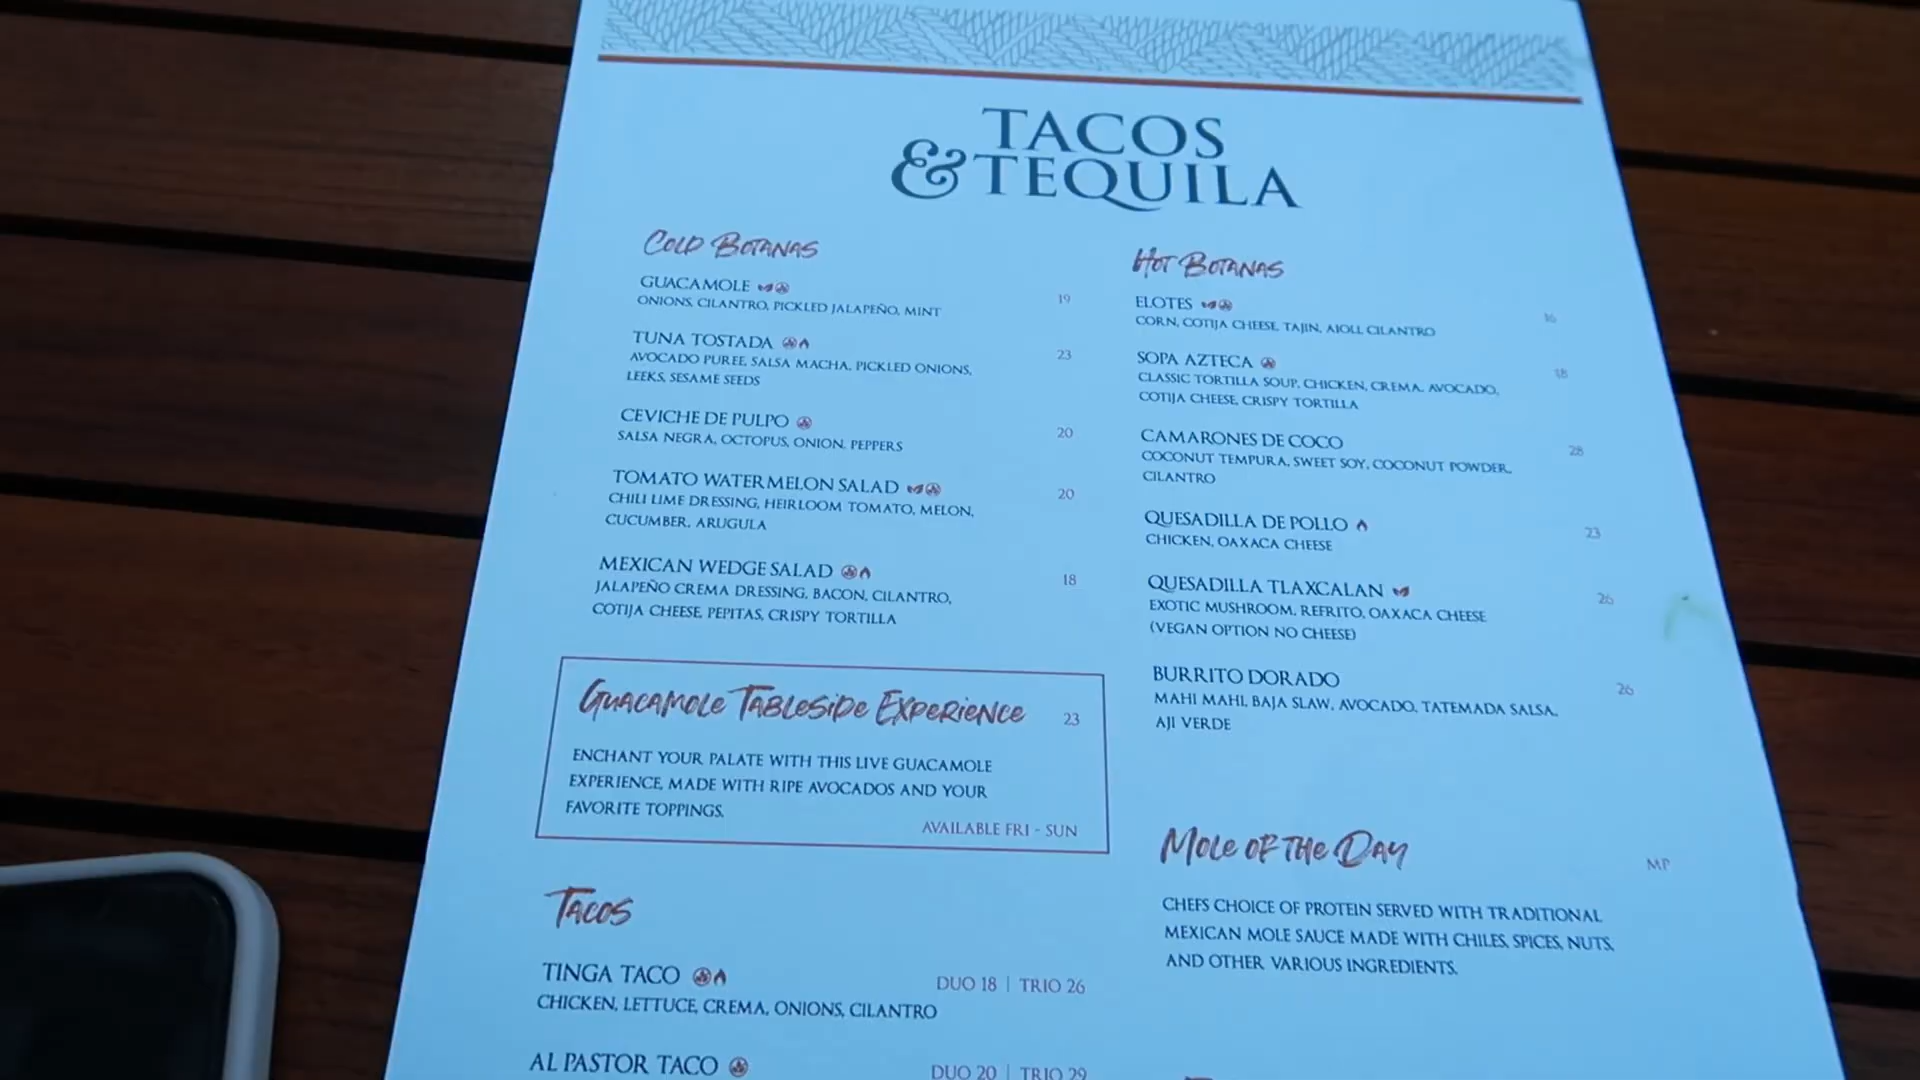 TACOS
& TEQUILA
COLD BOTANAS
GUACAMOLE
19
ONIONS, CILANTRO, PICKLED JALAPEÑO, MINT
TUNA TOSTADA
23
AVOCADO PUREE, SALSA MACHA, PICKLED ONIONS,
LEEKS, SESAME SEEDS
CEVICHE DE PULPO
20
SALSA NEGRA, OCTOPUS, ONION, PEPPERS
TOMATO WATERMELON SALAD
20
CHILI LIME DRESSING, HEIRLOOM TOMATO, MELON,
CUCUMBER, ARUGULA
MEXICAN WEDGE SALAD
18
JALAPEÑO CREMA DRESSING, BACON, CILANTRO,
COTIJA CHEESE, PEPITAS, CRISPY TORTILLA
GUACAMOLE TABLESIDE EXPERIENCE
23
ENCHANT YOUR PALATE WITH THIS LIVE GUACAMOLE
EXPERIENCE, MADE WITH RIPE AVOCADOS AND YOUR
FAVORITE TOPPINGS.
AVAILABLE FRI - SUN
TACOS
TINGA TACO
DUO 18 | TRIO 26
CHICKEN, LETTUCE, CREMA, ONIONS, CILANTRO
AL PASTOR TACO
DUO 20 | TRIO 29
HOT BOTANAS
ELOTES
16
CORN, COTIJA CHEESE, TAJIN, AIOLI, CILANTRO
SOPA AZTECA
18
CLASSIC TORTILLA SOUP, CHICKEN, CREMA, AVOCADO,
COTIJA CHEESE, CRISPY TORTILLA
CAMARONES DE COCO
28
COCONUT TEMPURA, SWEET SOY, COCONUT POWDER,
CILANTRO
QUESADILLA DE POLLO
23
CHICKEN, OAXACA CHEESE
QUESADILLA TLAXCALAN
26
EXOTIC MUSHROOM, REFRITO, OAXACA CHEESE
(VEGAN OPTION NO CHEESE)
BURRITO DORADO
26
MAHI MAHI, BAJA SLAW, AVOCADO, TATEMADA SALSA,
AJI VERDE
MOLE OF THE DAY
MP
CHEFS CHOICE OF PROTEIN SERVED WITH TRADITIONAL
MEXICAN MOLE SAUCE MADE WITH CHILES, SPICES, NUTS,
AND OTHER VARIOUS INGREDIENTS.